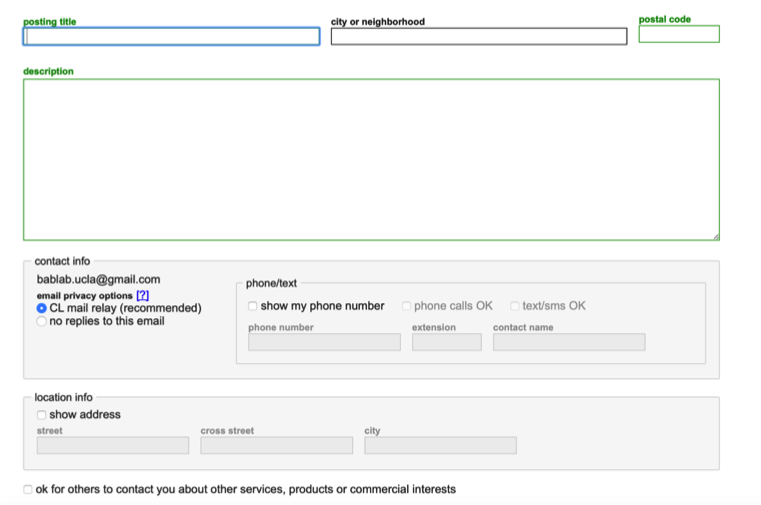 posting title city or neighborhood postal code
description
contact info
bablab.ucla@gmail.com
email privacy options [?]
CL mail relay (recommended)
no replies to this email
phone/text
show my phone number phone calls OK text/sms OK
phone number extension contact name
location info
show address
street cross street city
ok for others to contact you about other services, products or commercial interests